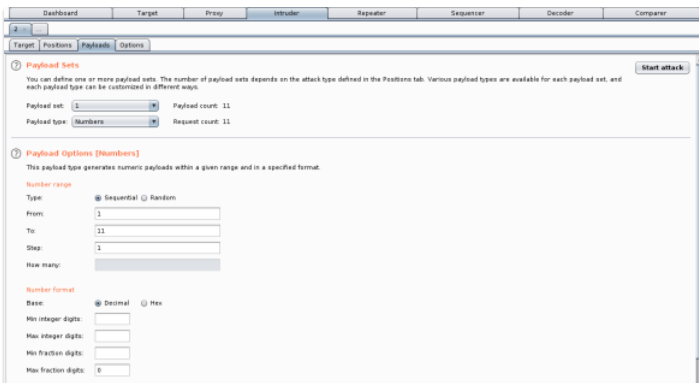 Dashboard Target Proxy Intruder Repeater Sequencer Decoder Comparer
2 ...
Target Positions Payloads Options
? Payload Sets Start attack
You can define one or more payload sets. The number of payload sets depends on the attack type defined in the Positions tab. Various payload types are available for each payload set, and
each payload type can be customized in different ways.
Payload set: 1 Payload count: 11
Payload type: Numbers Request count: 11
? Payload Options [Numbers]
This payload type generates numeric payloads within a given range and in a specified format.
Number range
Type: Sequential Random
From: 1
To: 11
Step: 1
How many:
Number format
Base: Decimal Hex
Min integer digits:
Max integer digits:
Min fraction digits:
Max fraction digits: 0